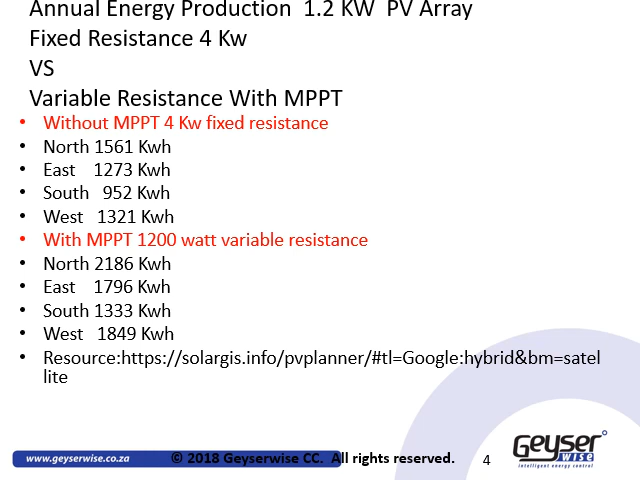 Annual Energy Production 1.2 KW PV Array
Fixed Resistance 4 Kw
VS
Variable Resistance With MPPT
• Without MPPT 4 Kw fixed resistance
• North 1561 Kwh
• East 1273 Kwh
• South 952 Kwh
• West 1321 Kwh
• With MPPT 1200 watt variable resistance
• North 2186 Kwh
• East 1796 Kwh
• South 1333 Kwh
• West 1849 Kwh
• Resource:https://solargis.info/pvplanner/#tl=Google:hybrid&bm=satel
lite
www.geyserwise.co.za
© 2018 Geyserwise CC. All rights reserved.
4
GEYSER
WISE
intelligent energy control